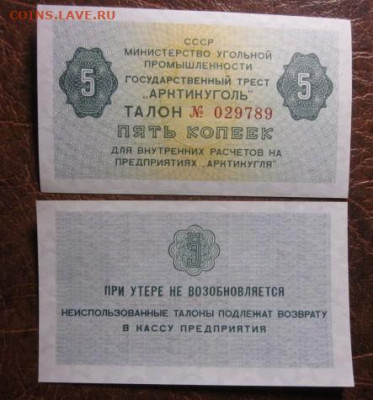 COINS.LAVE.RU
СССР
МИНИСТЕРСТВО УГОЛЬНОЙ
ПРОМЫШЛЕННОСТИ
ГОСУДАРСТВЕННЫЙ ТРЕСТ
5 „АРКТИКУГОЛЬ" 5
ТАЛОН № 029789
ПЯТЬ КОПЕЕК
ДЛЯ ВНУТРЕННИХ РАСЧЕТОВ НА
ПРЕДПРИЯТИЯХ „АРКТИКУГЛЯ"
5
ПРИ УТЕРЕ НЕ ВОЗОБНОВЛЯЕТСЯ
НЕИСПОЛЬЗОВАННЫЕ ТАЛОНЫ ПОДЛЕЖАТ ВОЗВРАТУ
В КАССУ ПРЕДПРИЯТИЯ